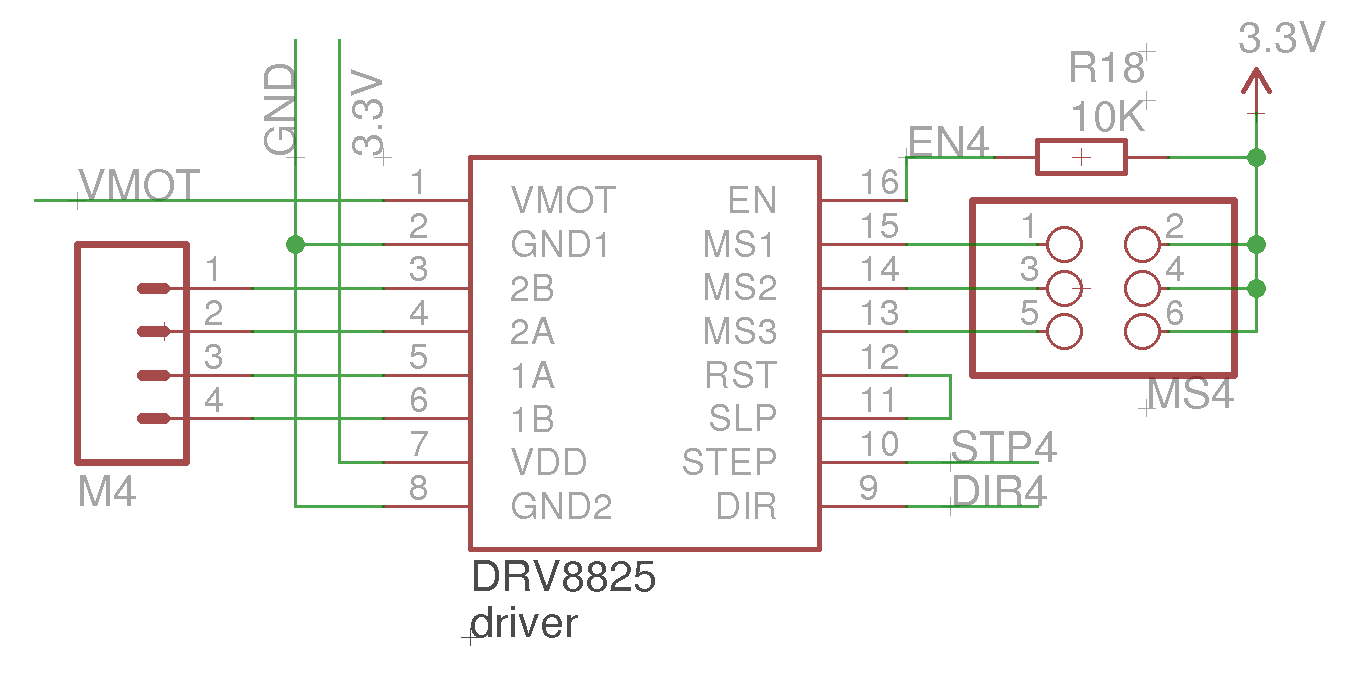 3.3V
R18
10K
GND
3.3V
EN4
VMOT
1 VMOT EN 16
2 GND1 MS1 15
3 2B MS2 14
4 2A MS3 13
5 1A RST 12
6 1B SLP 11
7 VDD STEP 10
8 GND2 DIR 9
1 2
3 4
5 6
MS4
1
2
3
4
M4
STP4
DIR4
DRV8825
driver